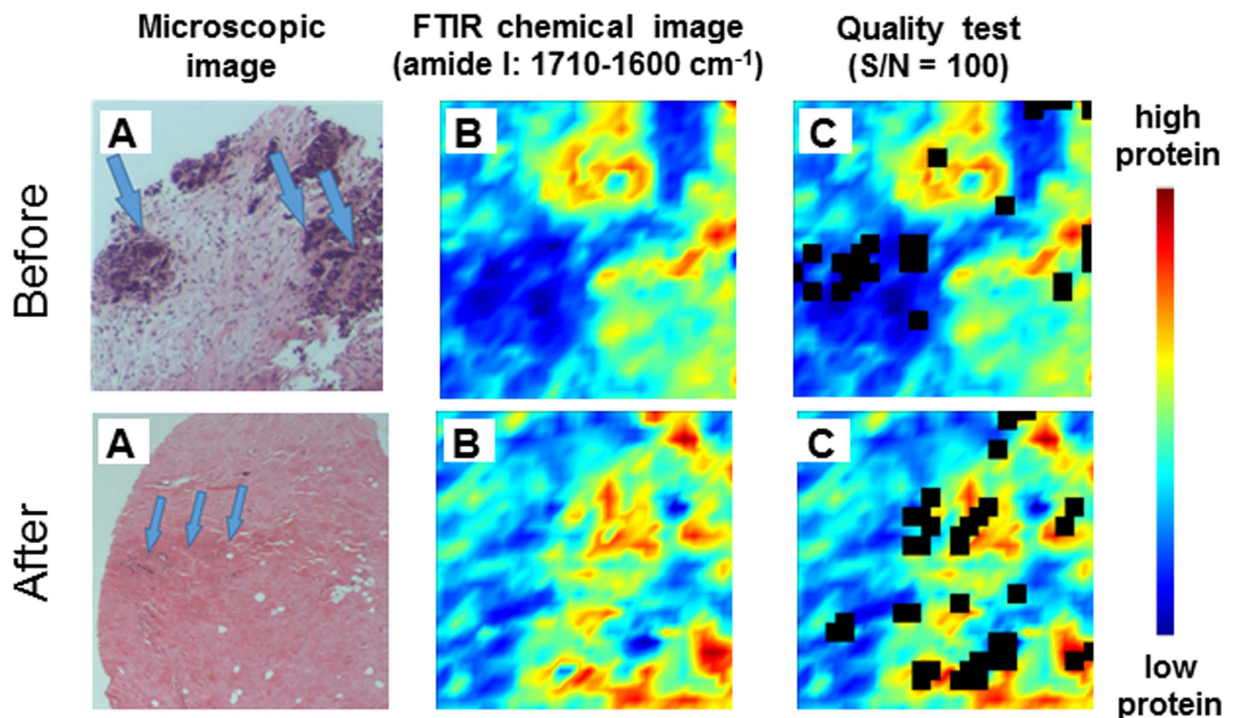 Microscopic
image
FTIR chemical image
(amide I: 1710-1600 cm⁻¹)
Quality test
(S/N = 100)
Before
A
B
C
high
protein
After
A
B
C
low
protein